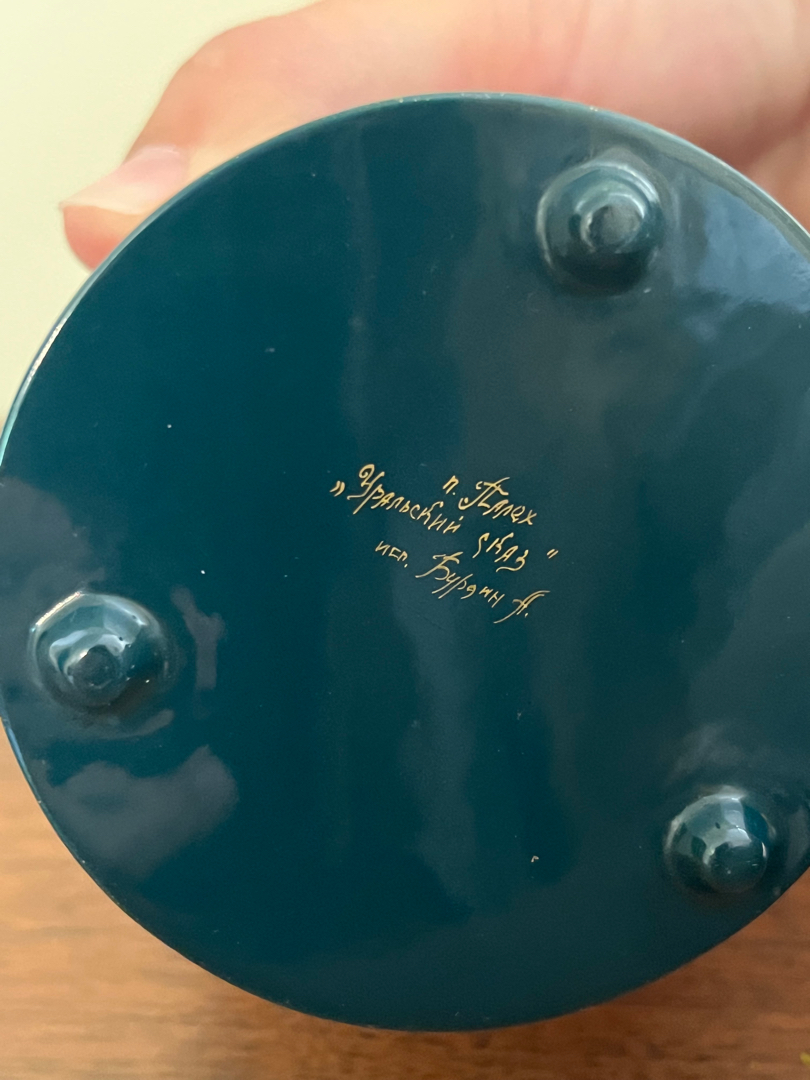 п. Палех
„Уральский сказ"
исп. Бурдин А.